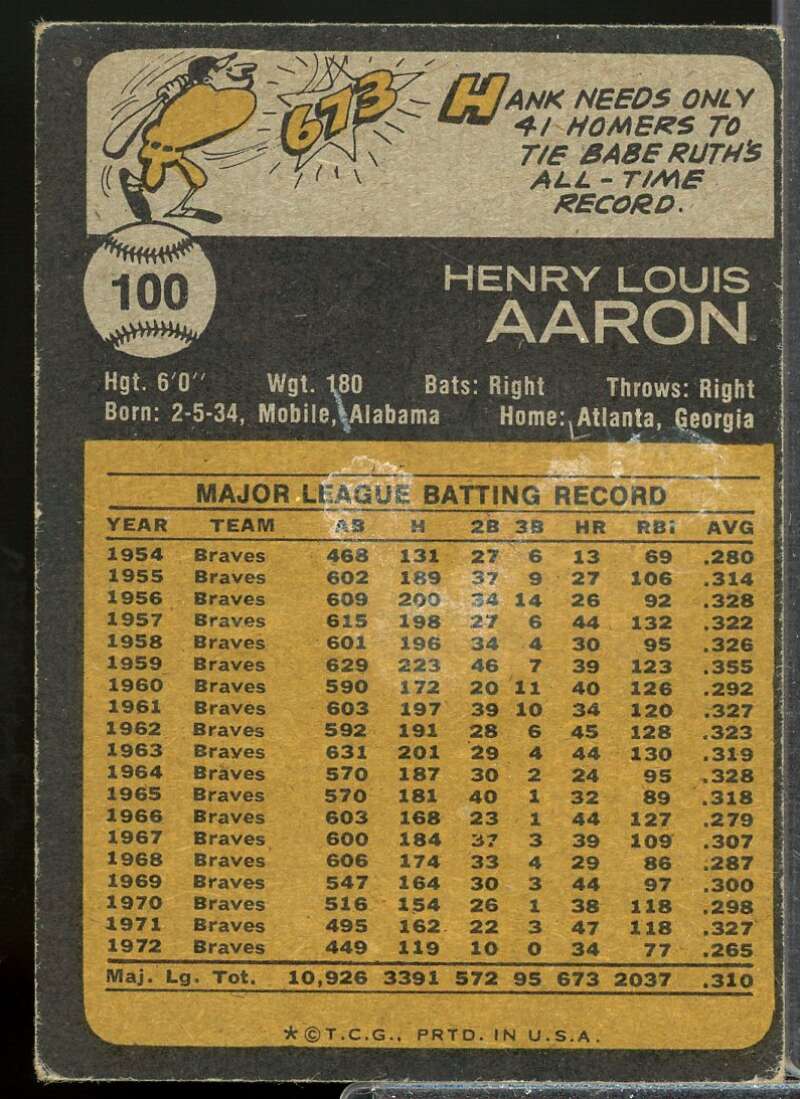 673
HANK NEEDS ONLY
41 HOMERS TO
TIE BABE RUTH'S
ALL-TIME
RECORD.
100
HENRY LOUIS
AARON
Hgt. 6'0'' Wgt. 180 Bats: Right Throws: Right
Born: 2-5-34, Mobile, Alabama Home: Atlanta, Georgia
MAJOR LEAGUE BATTING RECORD
YEAR TEAM AB H 2B 3B HR RBI AVG
1954 Braves 468 131 27 6 13 69 .280
1955 Braves 602 189 37 9 27 106 .314
1956 Braves 609 200 34 14 26 92 .328
1957 Braves 615 198 27 6 44 132 .322
1958 Braves 601 196 34 4 30 95 .326
1959 Braves 629 223 46 7 39 123 .355
1960 Braves 590 172 20 11 40 126 .292
1961 Braves 603 197 39 10 34 120 .327
1962 Braves 592 191 28 6 45 128 .323
1963 Braves 631 201 29 4 44 130 .319
1964 Braves 570 187 30 2 24 95 .328
1965 Braves 570 181 40 1 32 89 .318
1966 Braves 603 168 23 1 44 127 .279
1967 Braves 600 184 37 3 39 109 .307
1968 Braves 606 174 33 4 29 86 .287
1969 Braves 547 164 30 3 44 97 .300
1970 Braves 516 154 26 1 38 118 .298
1971 Braves 495 162 22 3 47 118 .327
1972 Braves 449 119 10 0 34 77 .265
Maj. Lg. Tot. 10,926 3391 572 95 673 2037 .310
*©T.C.G., PRTD. IN U.S.A.